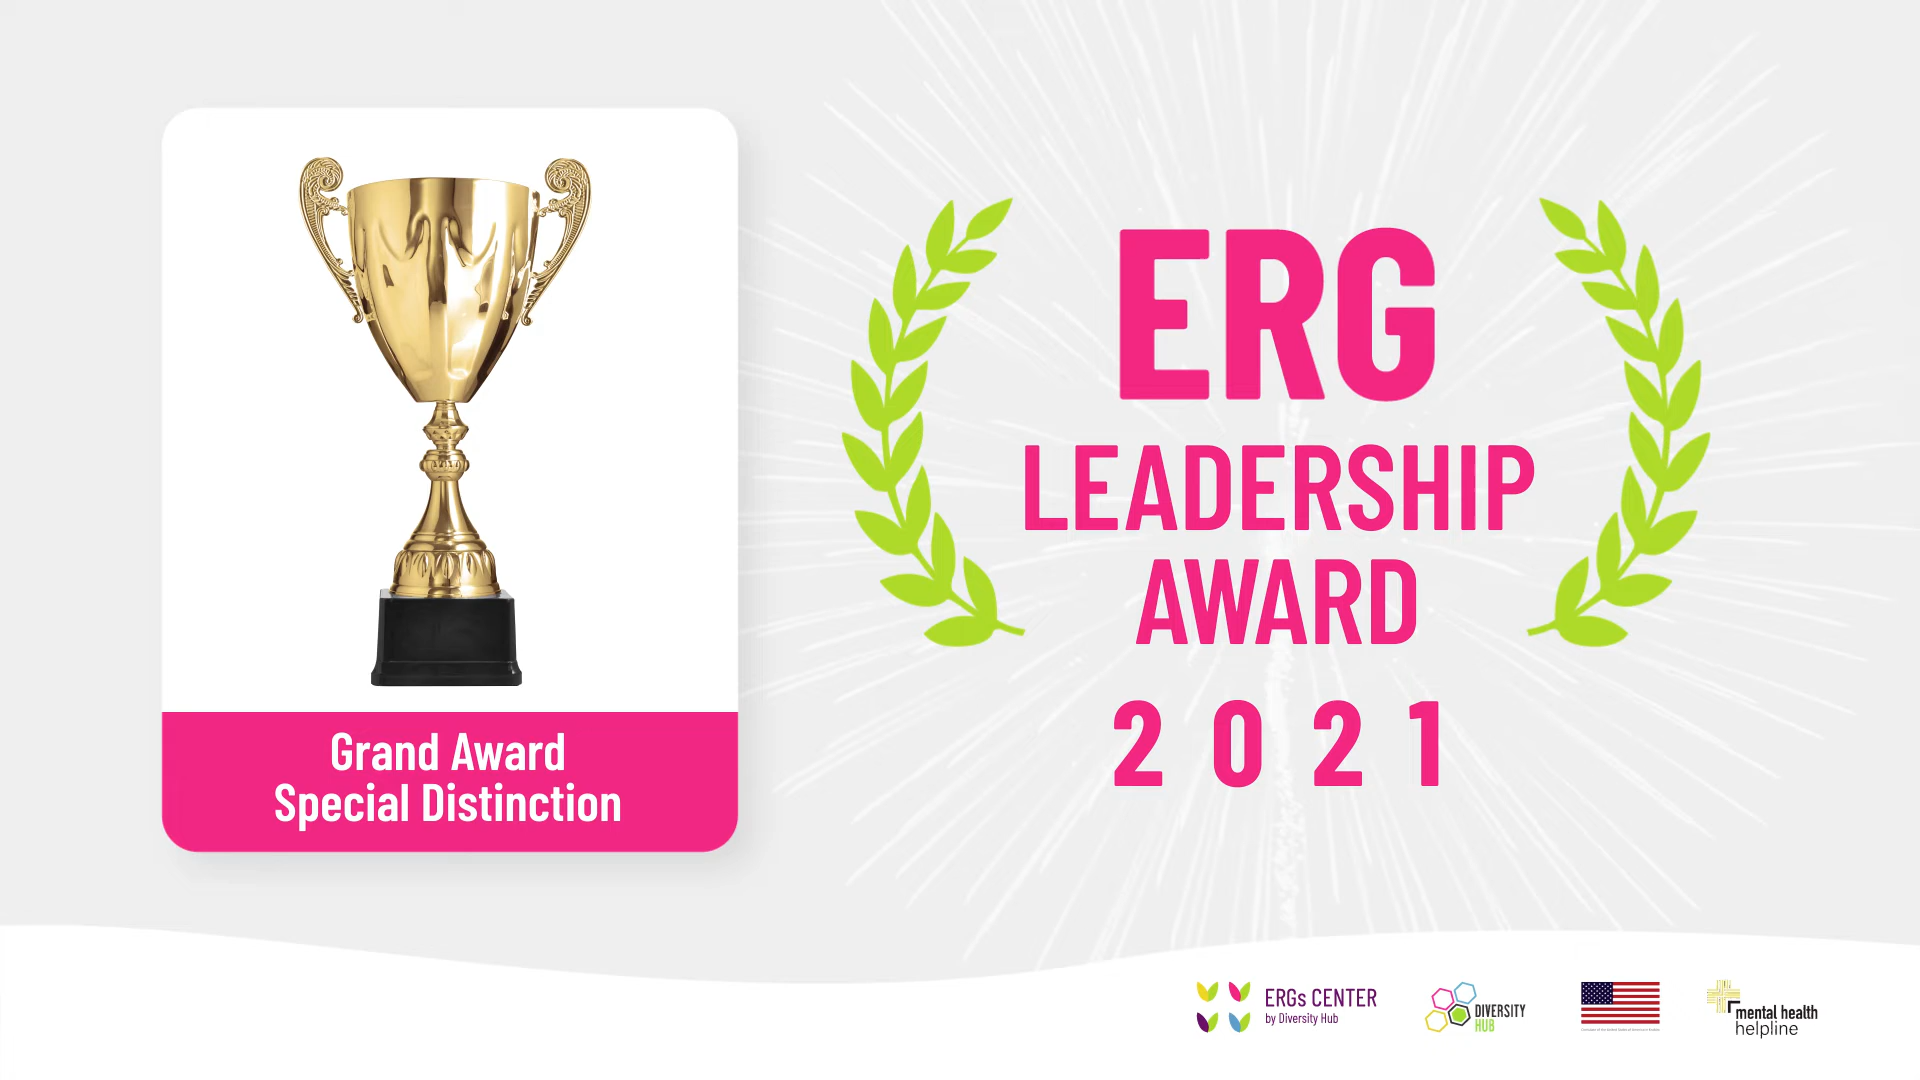 Grand Award
Special Distinction
ERG
LEADERSHIP
AWARD
2021
ERGs CENTER
by Diversity Hub
DIVERSITY
HUB
mental health
helpline